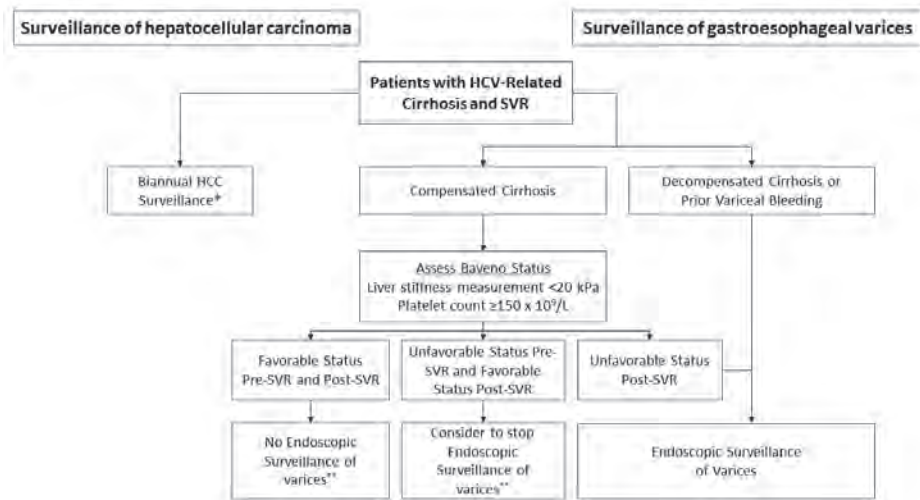 Surveillance of hepatocellular carcinoma
Surveillance of gastroesophageal varices
Patients with HCV-Related
Cirrhosis and SVR
Biannual HCC
Surveillance*
Compensated Cirrhosis
Decompensated Cirrhosis or
Prior Variceal Bleeding
Assess Baveno Status
Liver stiffness measurement <20 kPa
Platelet count ≥150 x 10⁹/L
Favorable Status
Pre-SVR and Post-SVR
Unfavorable Status Pre-
SVR and Favorable
Status Post-SVR
Unfavorable Status
Post-SVR
No Endoscopic
Surveillance of
varices**
Consider to stop
Endoscopic
Surveillance of
varices**
Endoscopic Surveillance
of Varices